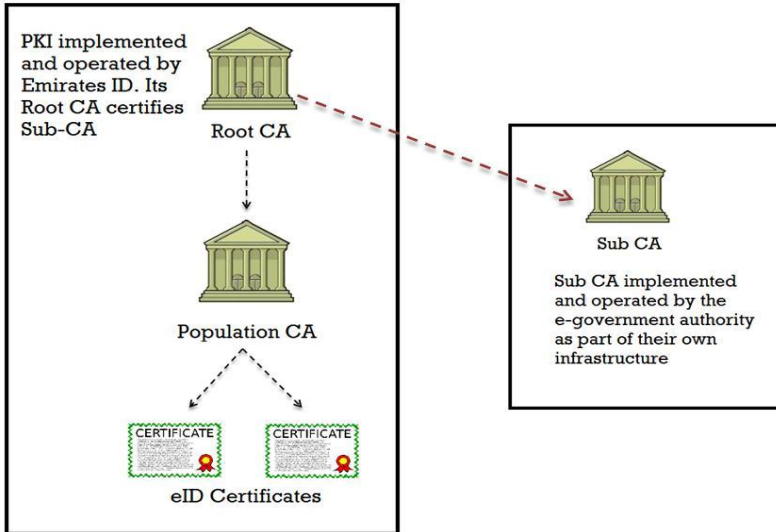 PKI implemented
and operated by
Emirates ID. Its
Root CA certifies
Sub-CA
Root CA
Population CA
CERTIFICATE
CERTIFICATE
eID Certificates
Sub CA
Sub CA implemented
and operated by the
e-government authority
as part of their own
infrastructure